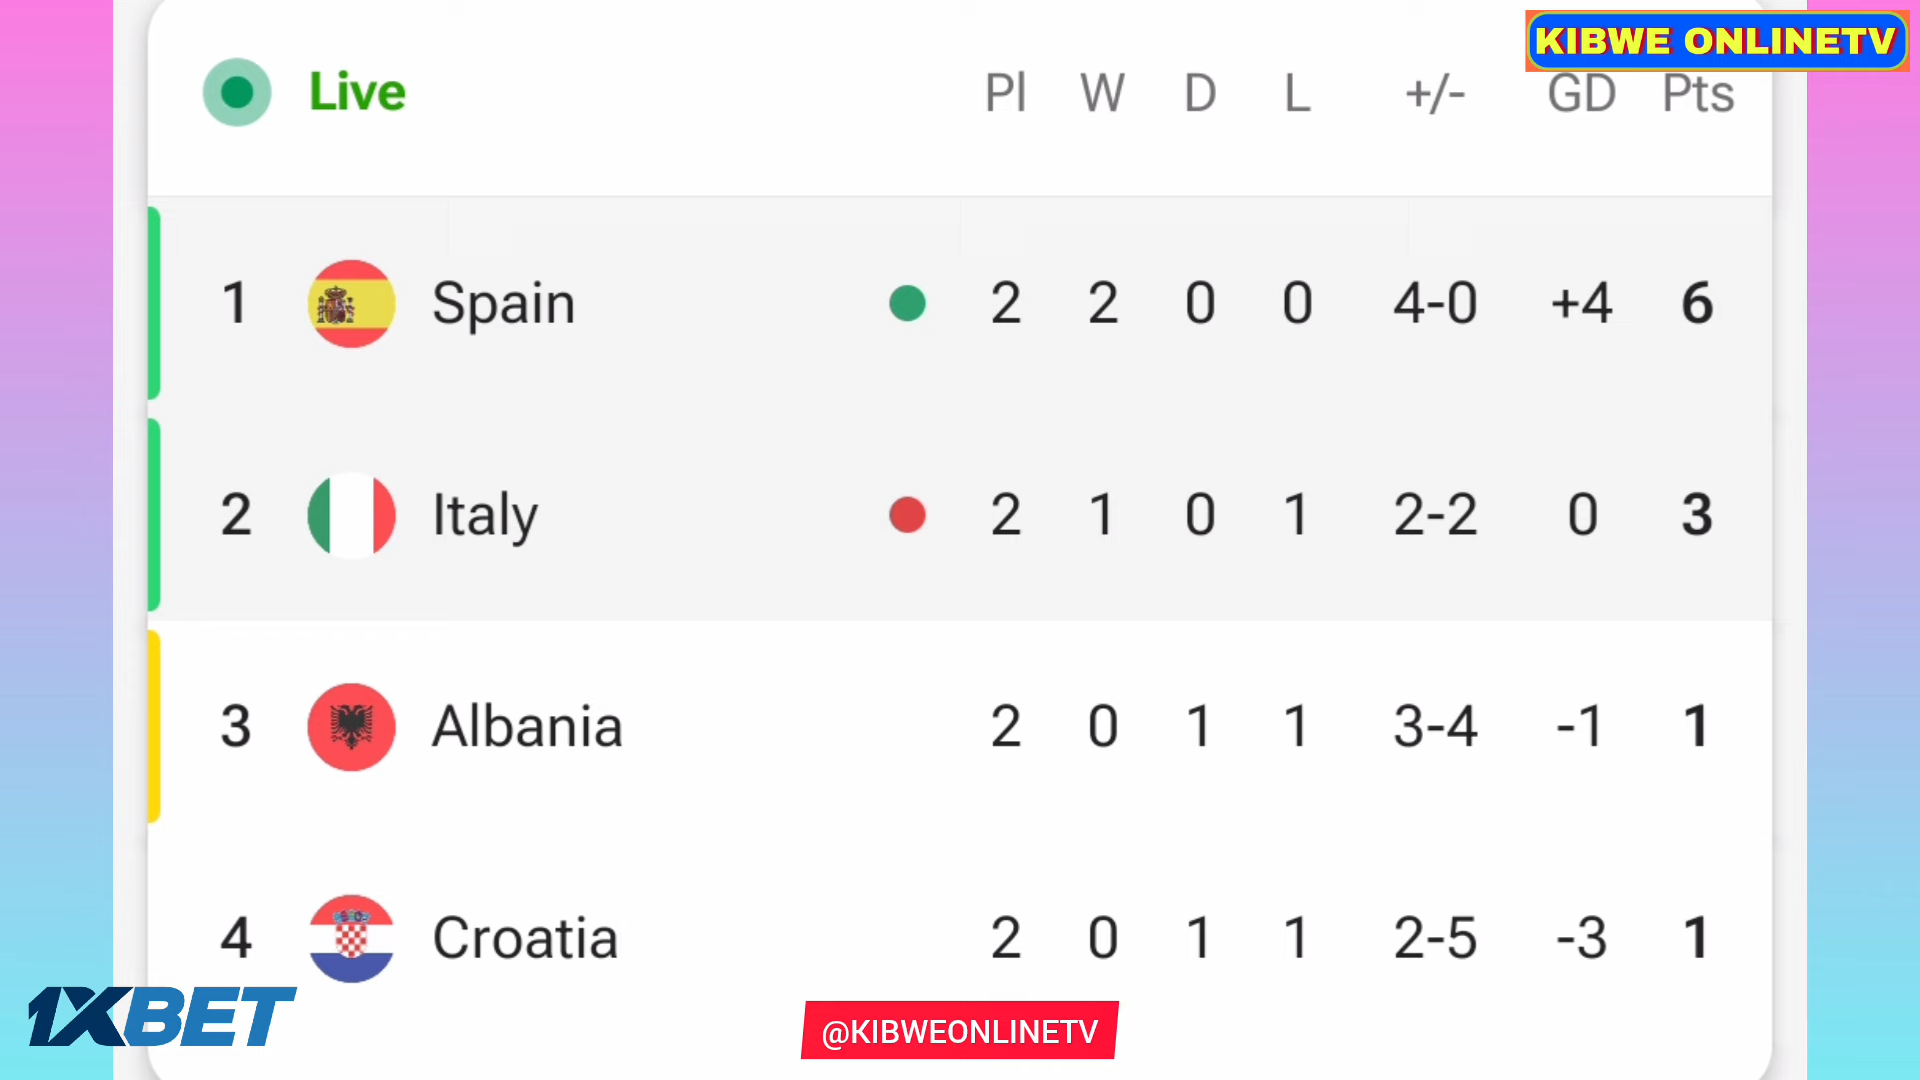 KIBWE ONLINETV
Live Pl W D L +/- GD Pts
1 Spain 2 2 0 0 4-0 +4 6
2 Italy 2 1 0 1 2-2 0 3
3 Albania 2 0 1 1 3-4 -1 1
4 Croatia 2 0 1 1 2-5 -3 1
1XBET
@KIBWEONLINETV